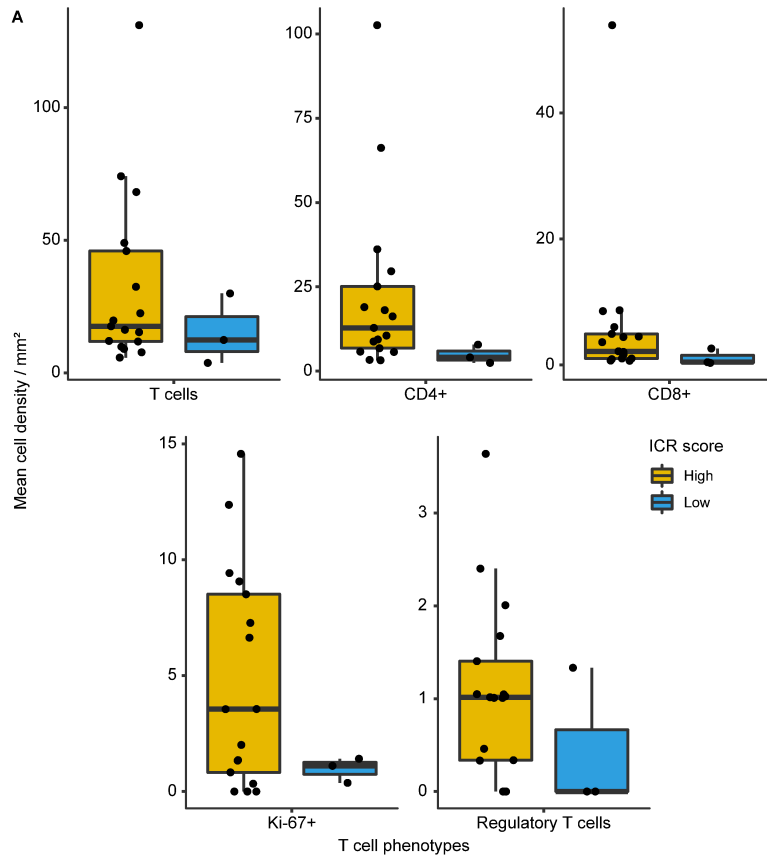 A
Mean cell density / mm²
100
50
0
T cells
100
75
50
25
0
CD4+
40
20
0
CD8+
15
10
5
0
Ki-67+
3
2
1
0
Regulatory T cells
ICR score
High
Low
T cell phenotypes